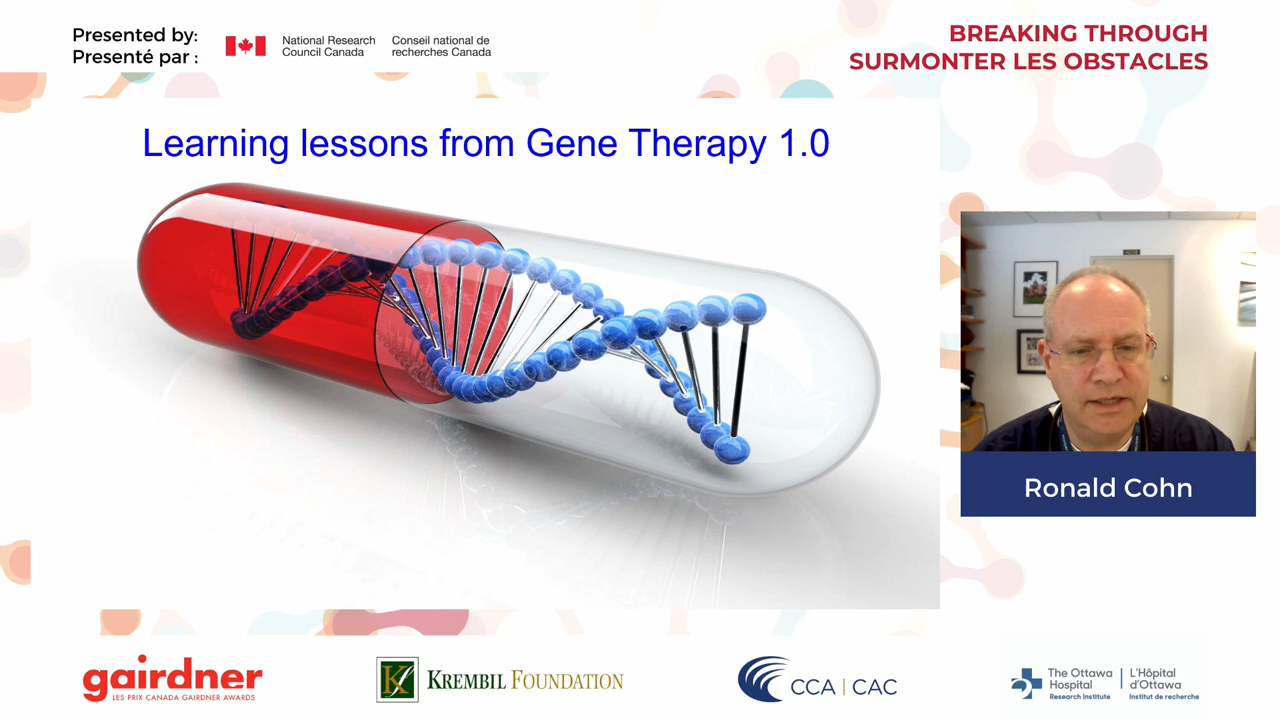 Presented by:
Presenté par :
National Research
Council Canada
Conseil national de
recherches Canada
BREAKING THROUGH
SURMONTER LES OBSTACLES
Learning lessons from Gene Therapy 1.0
Ronald Cohn
gairdner
LES PRIX CANADA GAIRDNER AWARDS
K
KREMBIL FOUNDATION
CCA | CAC
The Ottawa
Hospital
Research Institute
L'Hôpital
d'Ottawa
Institut de recherche